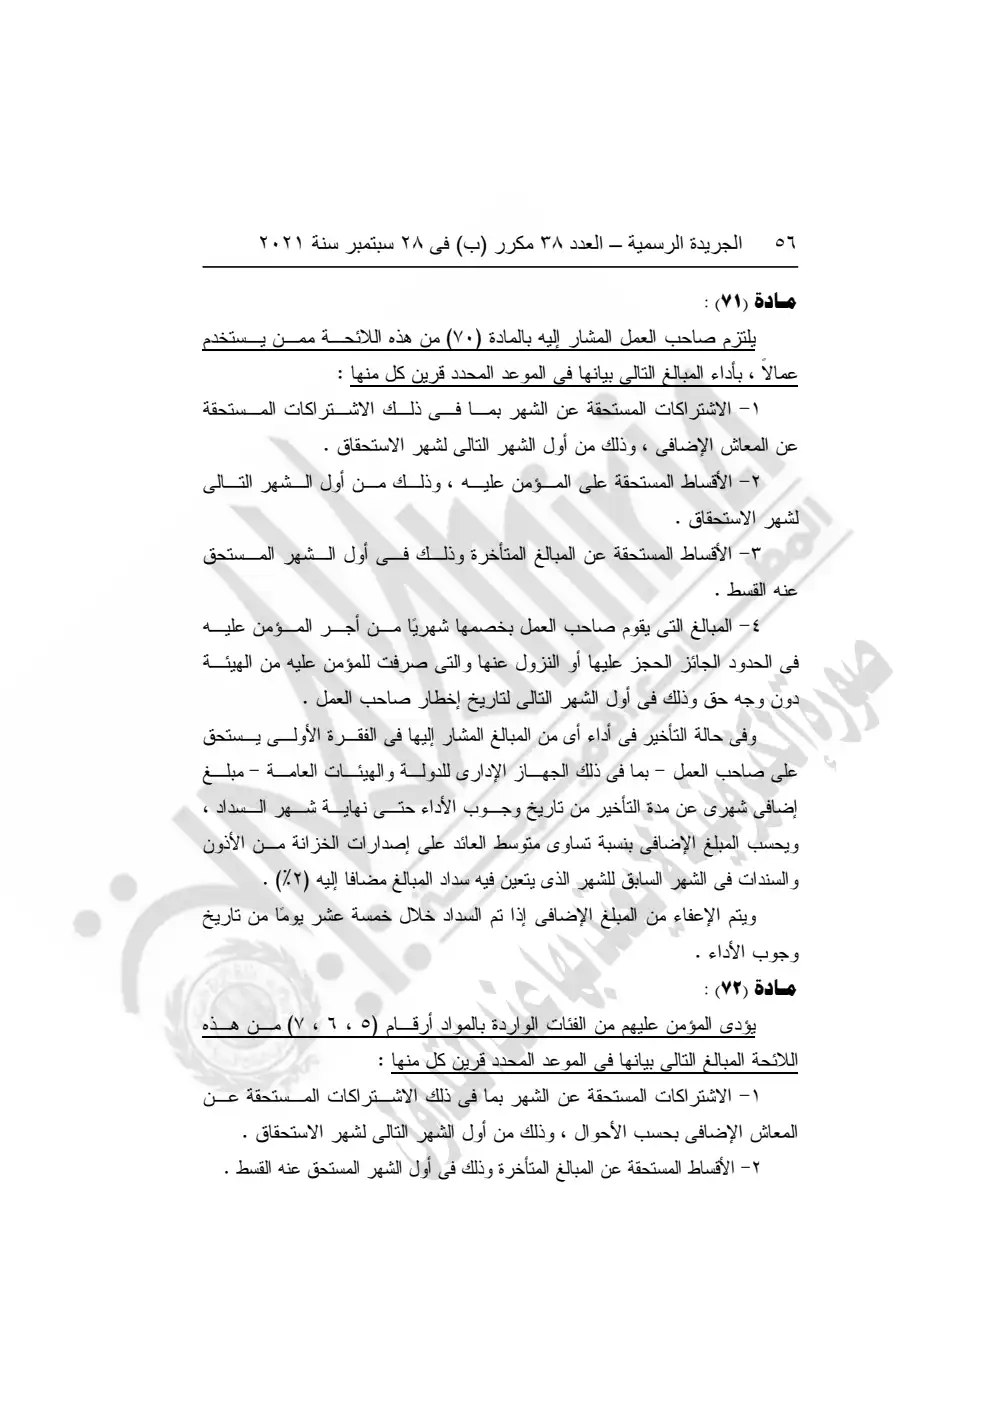 ٥٦ الجريدة الرسمية – العدد ٣٨ مكرر (ب) فى ٢٨ سبتمبر سنة ٢٠٢١
مادة (٧١) :
يلتزم صاحب العمل المشار إليه بالمادة (٧٠) من هذه اللائحة ممن يستخدم
عمالاً ، بأداء المبالغ التالى بيانها فى الموعد المحدد قرين كل منها :
١- الاشتراكات المستحقة عن الشهر بما فى ذلك الاشتراكات المستحقة
عن المعاش الإضافى ، وذلك من أول الشهر التالى لشهر الاستحقاق .
٢- الأقساط المستحقة على المؤمن عليه ، وذلك من أول الشهر التالى
لشهر الاستحقاق .
٣- الأقساط المستحقة عن المبالغ المتأخرة وذلك فى أول الشهر المستحق
عنه القسط .
٤- المبالغ التى يقوم صاحب العمل بخصمها شهريًا من أجر المؤمن عليه
فى الحدود الجائز الحجز عليها أو النزول عنها والتى صرفت للمؤمن عليه من الهيئة
دون وجه حق وذلك فى أول الشهر التالى لتاريخ إخطار صاحب العمل .
وفى حالة التأخير فى أداء أى من المبالغ المشار إليها فى الفقرة الأولى يستحق
على صاحب العمل - بما فى ذلك الجهاز الإدارى للدولة والهيئات العامة - مبلغ
إضافى شهرى عن مدة التأخير من تاريخ وجوب الأداء حتى نهاية شهر السداد ،
ويحسب المبلغ الإضافى بنسبة تساوى متوسط العائد على إصدارات الخزانة من الأذون
والسندات فى الشهر السابق للشهر الذى يتعين فيه سداد المبالغ مضافا إليه (٢٪) .
ويتم الإعفاء من المبلغ الإضافى إذا تم السداد خلال خمسة عشر يومًا من تاريخ
وجوب الأداء .
مادة (٧٢) :
يؤدى المؤمن عليهم من الفئات الواردة بالمواد أرقام (٥ ، ٦ ، ٧) من هذه
اللائحة المبالغ التالى بيانها فى الموعد المحدد قرين كل منها :
١- الاشتراكات المستحقة عن الشهر بما فى ذلك الاشتراكات المستحقة عن
المعاش الإضافى بحسب الأحوال ، وذلك من أول الشهر التالى لشهر الاستحقاق .
٢- الأقساط المستحقة عن المبالغ المتأخرة وذلك فى أول الشهر المستحق عنه القسط .